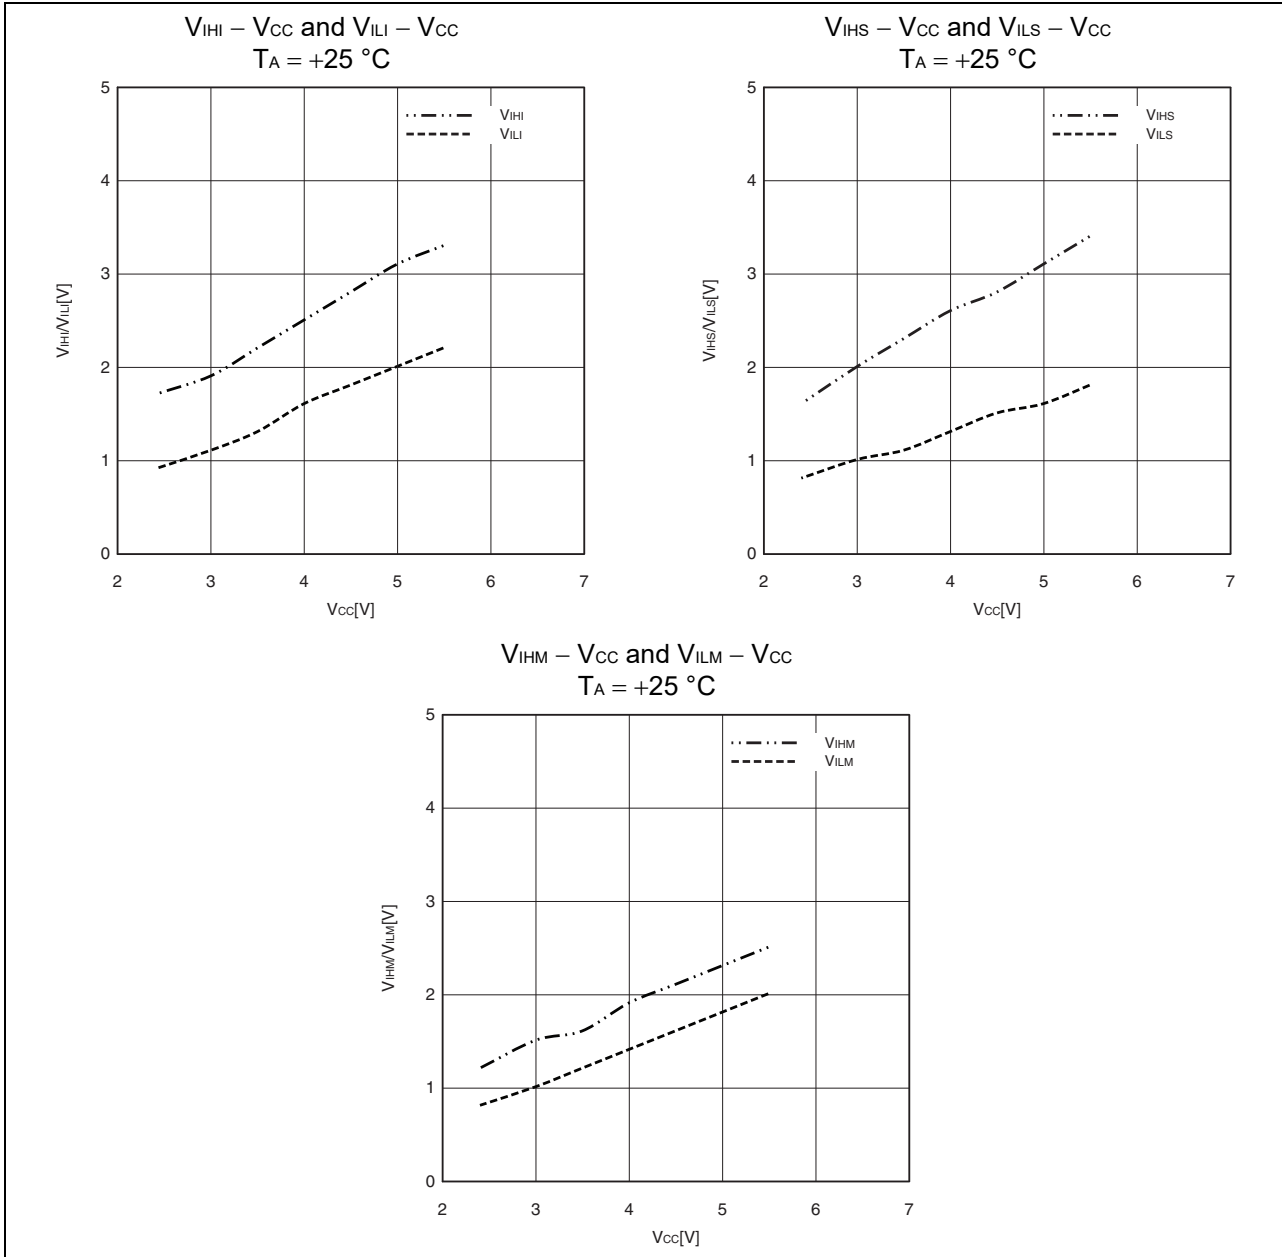 VIHI – VCC and VILI – VCC
TA = +25 °C
VIHI
VILI
5
4
3
2
1
0
VIHI/VILI[V]
2 3 4 5 6 7
VCC[V]
VIHS – VCC and VILS – VCC
TA = +25 °C
VIHS
VILS
5
4
3
2
1
0
VIHS/VILS[V]
2 3 4 5 6 7
VCC[V]
VIHM – VCC and VILM – VCC
TA = +25 °C
VIHM
VILM
5
4
3
2
1
0
VIHM/VILM[V]
2 3 4 5 6 7
VCC[V]